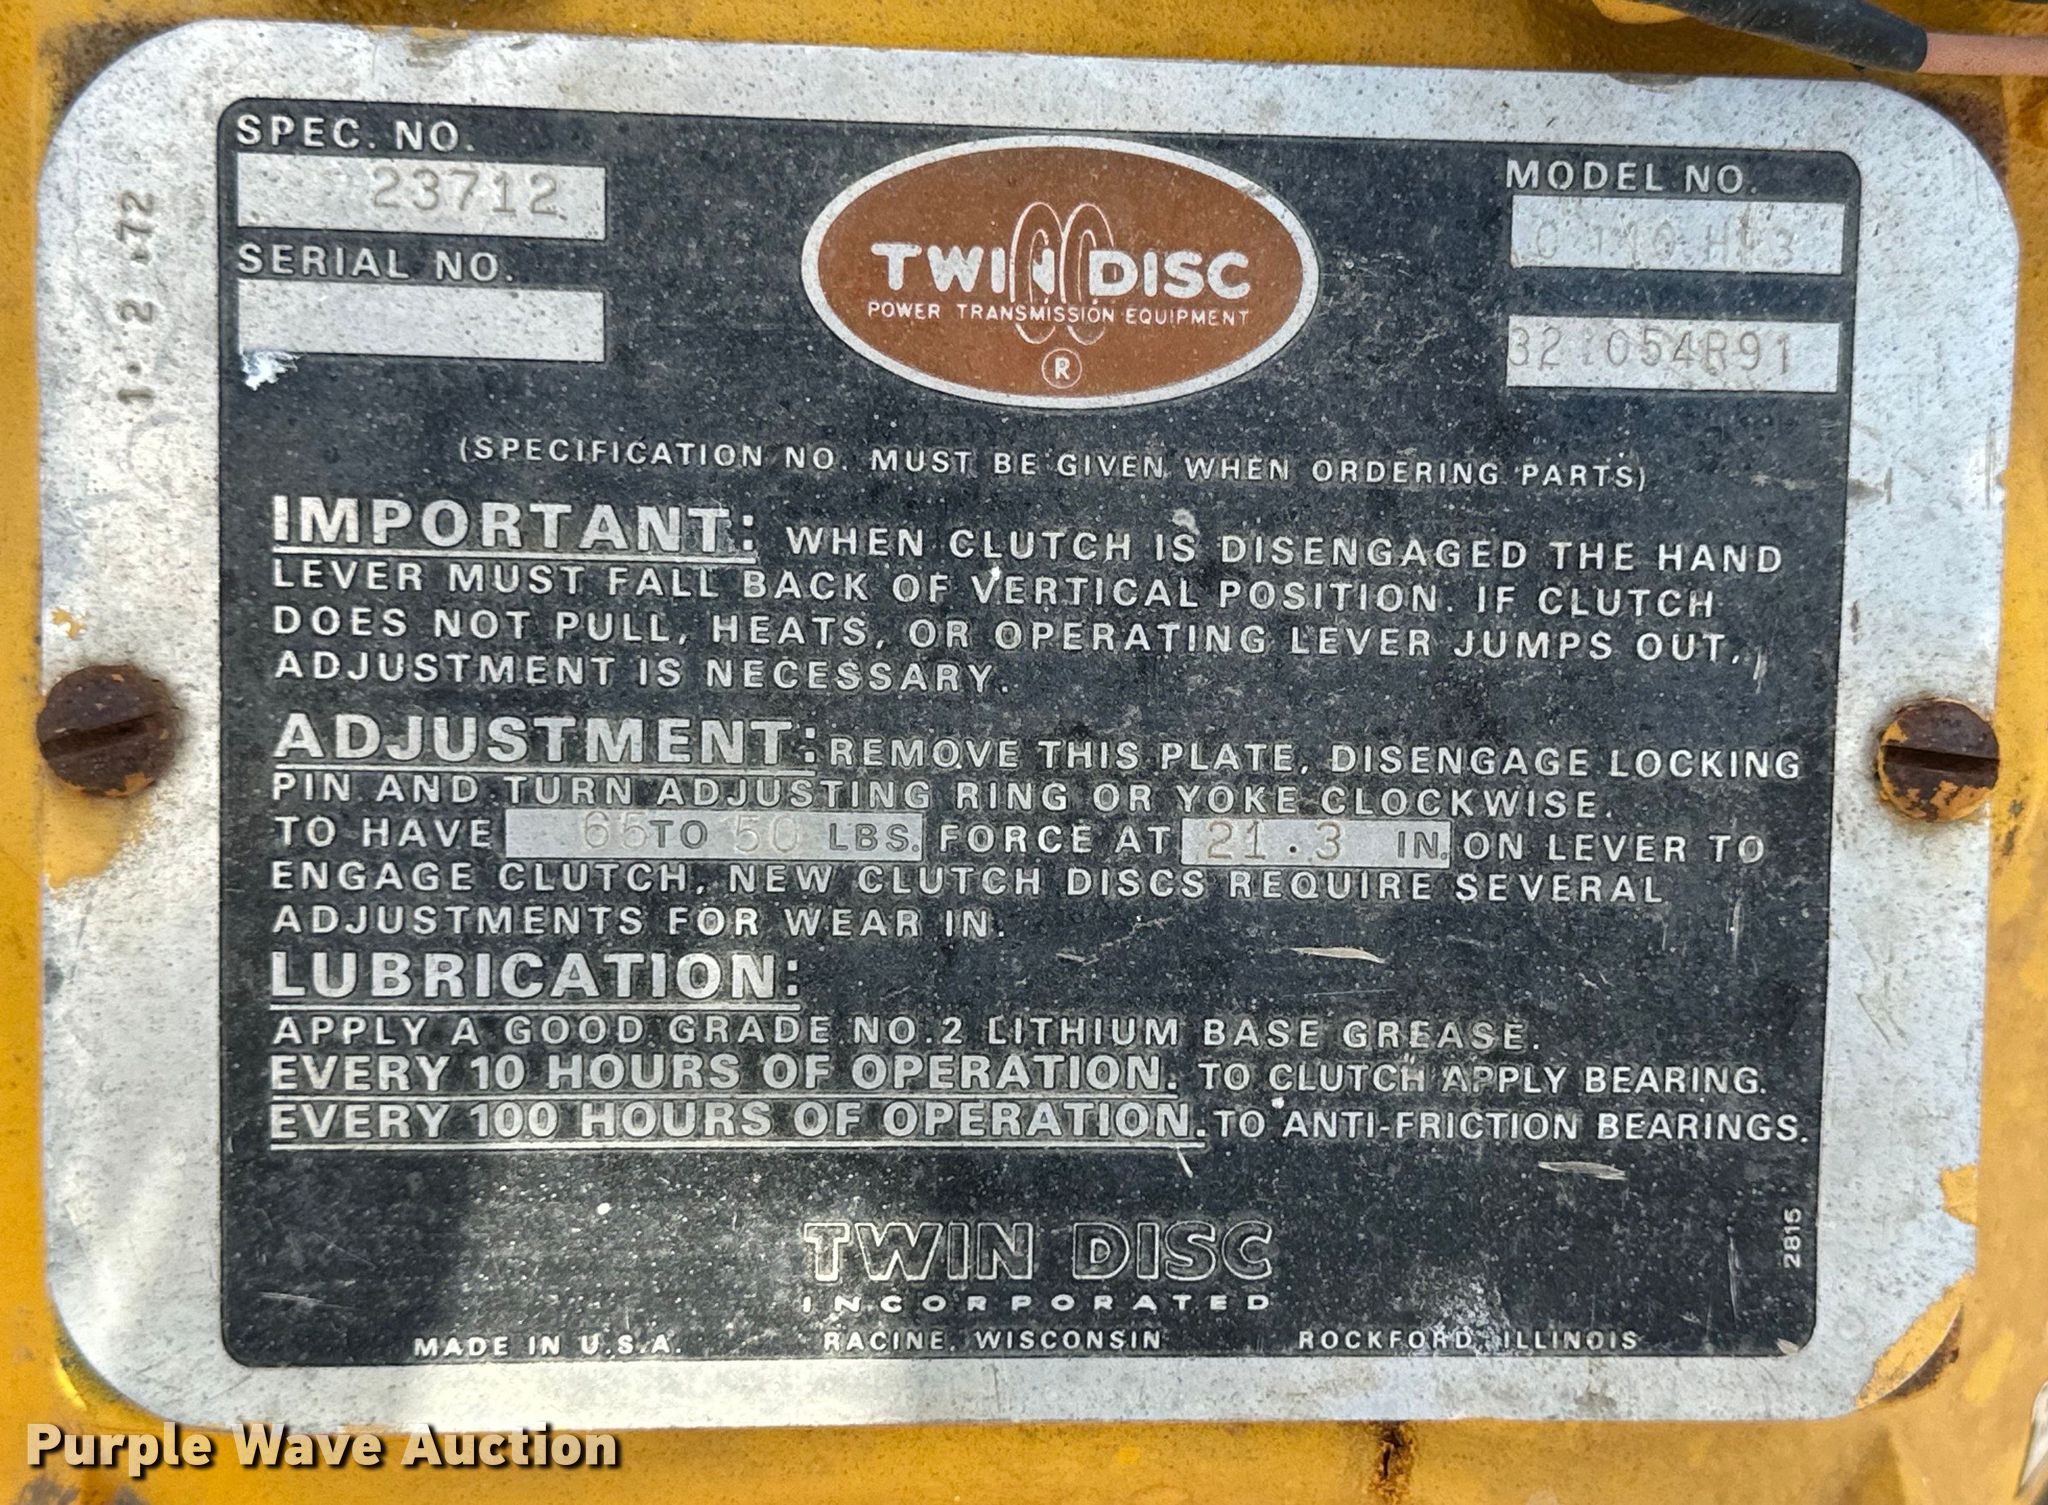 SPEC. NO.
23712
SERIAL NO.
1·2·72
TWIN DISC
POWER TRANSMISSION EQUIPMENT
R
MODEL NO.
054R91
(SPECIFICATION NO. MUST BE GIVEN WHEN ORDERING PARTS)
IMPORTANT: WHEN CLUTCH IS DISENGAGED THE HAND
LEVER MUST FALL BACK OF VERTICAL POSITION. IF CLUTCH
DOES NOT PULL, HEATS, OR OPERATING LEVER JUMPS OUT,
ADJUSTMENT IS NECESSARY.
ADJUSTMENT: REMOVE THIS PLATE, DISENGAGE LOCKING
PIN AND TURN ADJUSTING RING OR YOKE CLOCKWISE.
TO HAVE 65 TO 50 LBS. FORCE AT 21.3 IN. ON LEVER TO
ENGAGE CLUTCH, NEW CLUTCH DISCS REQUIRE SEVERAL
ADJUSTMENTS FOR WEAR IN.
LUBRICATION:
APPLY A GOOD GRADE NO.2 LITHIUM BASE GREASE.
EVERY 10 HOURS OF OPERATION. TO CLUTCH APPLY BEARING.
EVERY 100 HOURS OF OPERATION. TO ANTI-FRICTION BEARINGS.
2815
TWIN DISC
INCORPORATED
MADE IN U.S.A. RACINE, WISCONSIN ROCKFORD, ILLINOIS
Purple Wave Auction